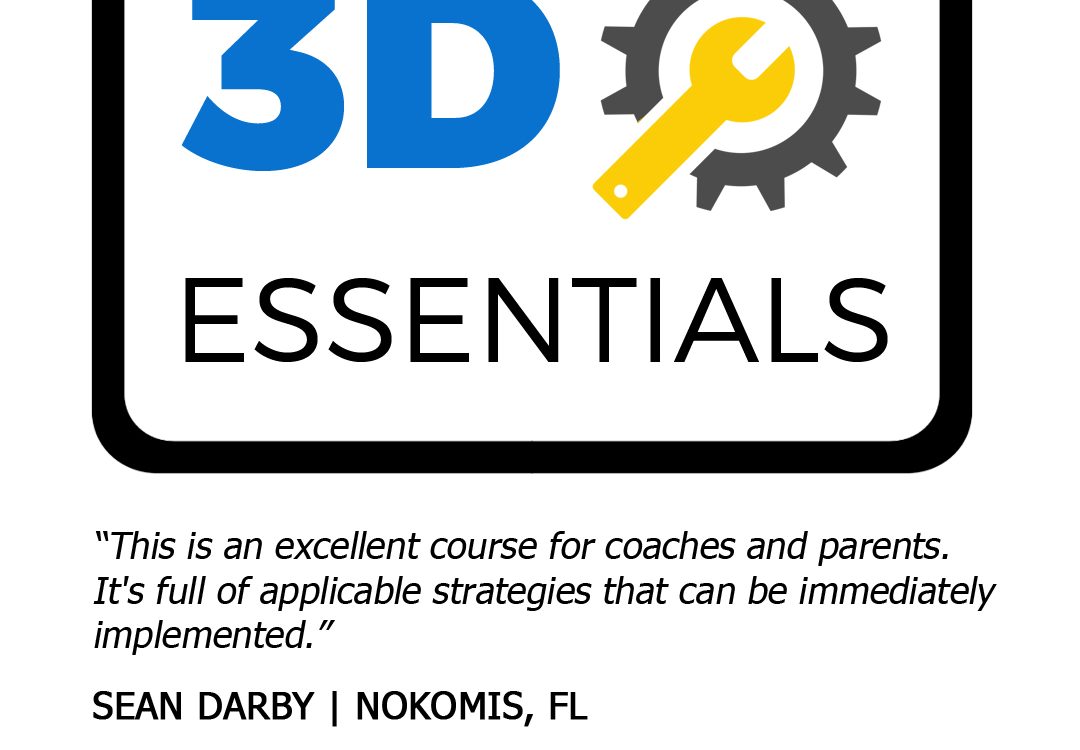 3D
ESSENTIALS
“This is an excellent course for coaches and parents.
It's full of applicable strategies that can be immediately
implemented.”
SEAN DARBY | NOKOMIS, FL